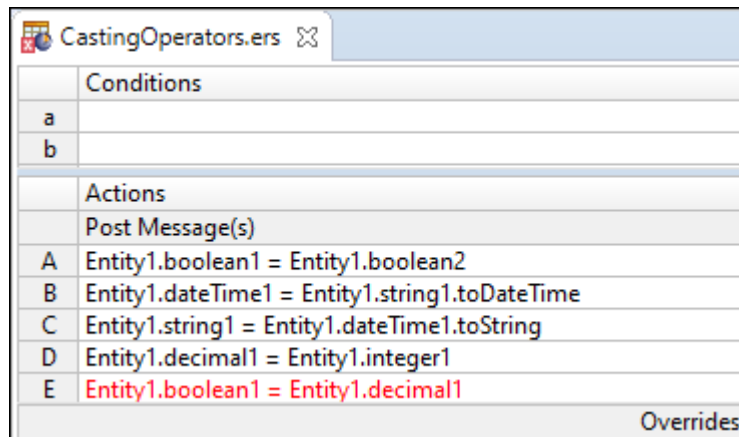 CastingOperators.ers
Conditions
a
b
Actions
Post Message(s)
A Entity1.boolean1 = Entity1.boolean2
B Entity1.dateTime1 = Entity1.string1.toDateTime
C Entity1.string1 = Entity1.dateTime1.toString
D Entity1.decimal1 = Entity1.integer1
E Entity1.boolean1 = Entity1.decimal1
Overrides